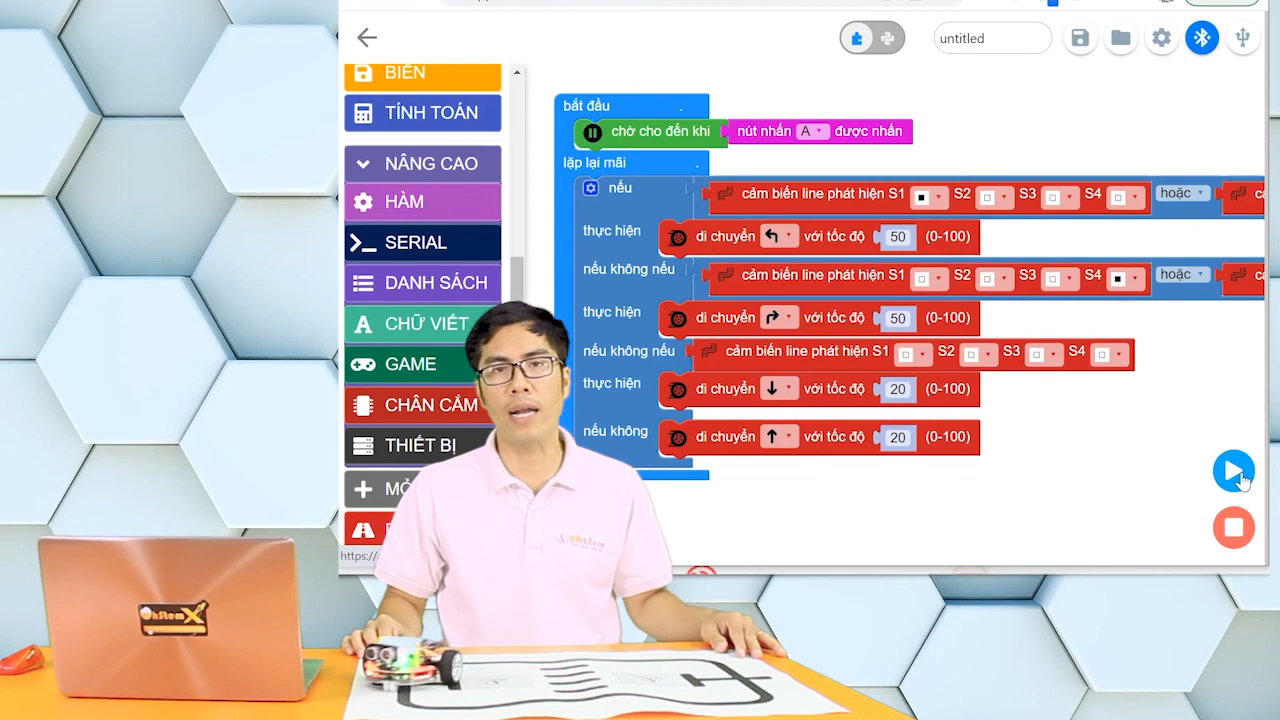 untitled
BIẾN
TÍNH TOÁN
NÂNG CAO
HÀM
SERIAL
DANH SÁCH
CHỮ VIẾT
GAME
CHÂN CẮM
THIẾT BỊ
https://
bắt đầu
chờ cho đến khi nút nhấn A được nhấn
lặp lại mãi
nếu cảm biến line phát hiện S1 S2 S3 S4 hoặc
thực hiện di chuyển với tốc độ 50 (0-100)
nếu không nếu cảm biến line phát hiện S1 S2 S3 S4 hoặc
thực hiện di chuyển với tốc độ 50 (0-100)
nếu không nếu cảm biến line phát hiện S1 S2 S3 S4
thực hiện di chuyển với tốc độ 20 (0-100)
nếu không di chuyển với tốc độ 20 (0-100)
OhStem X